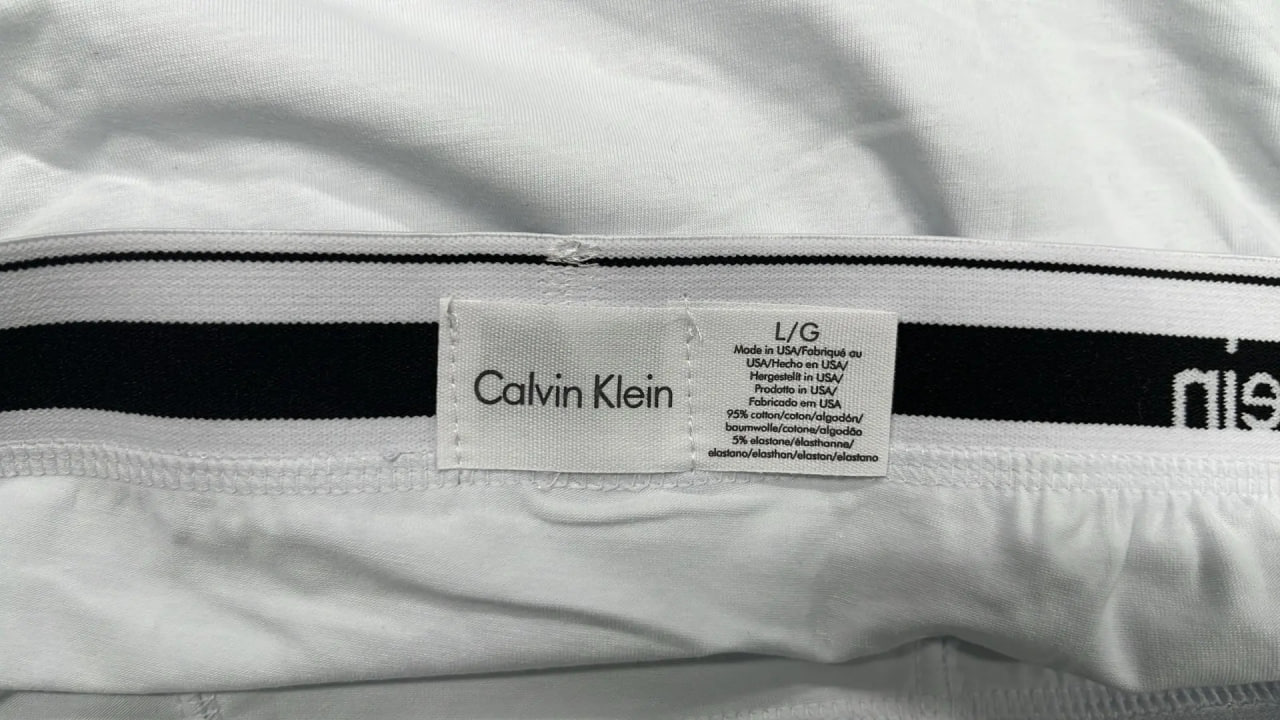 Calvin Klein
L/G
Made in USA/Fabriqué au
USA/Hecho en USA/
Hergestellt in USA/
Prodotto in USA/
Fabricado em USA
95% cotton/coton/algodón/
baumwolle/cotone/algodão
5% elastone/élasthanne/
elastano/elasthan/elaston/elastano